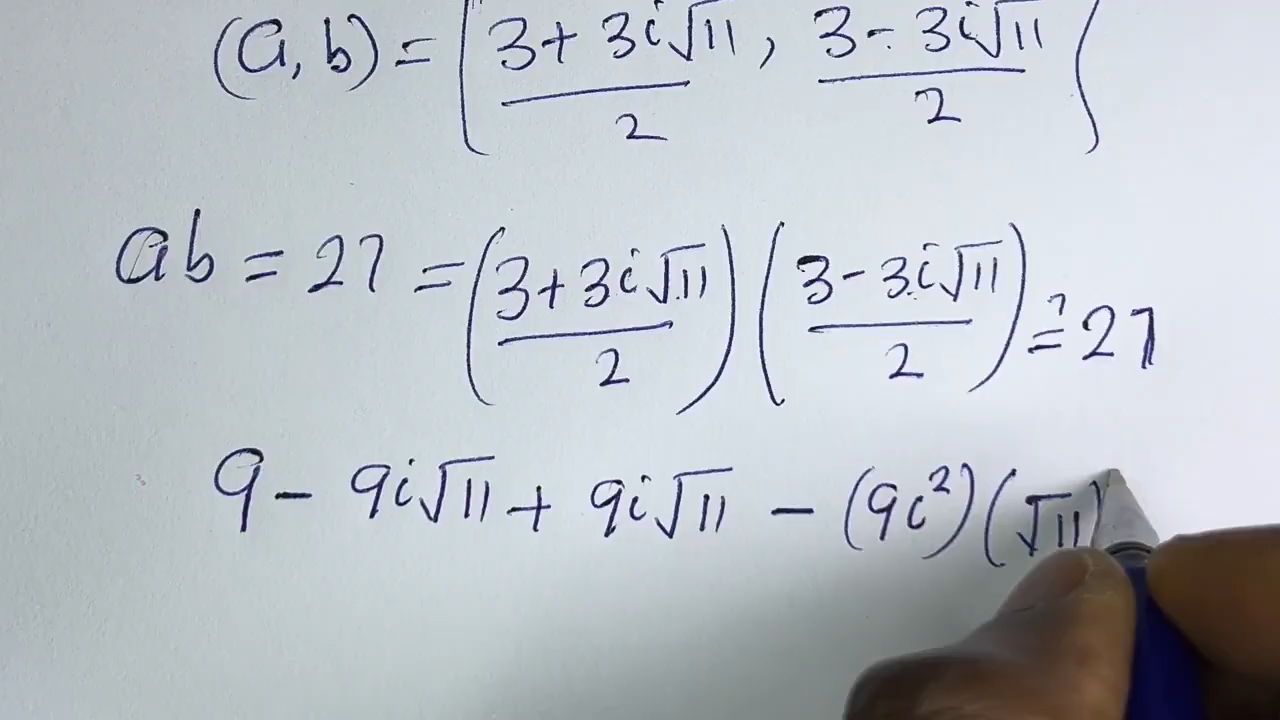 (a, b) = (3 + 3i√11 / 2, 3 - 3i√11 / 2)
ab = 27 = (3 + 3i√11 / 2) (3 - 3i√11 / 2) =? 27
9 - 9i√11 + 9i√11 - (9i²)(√11)